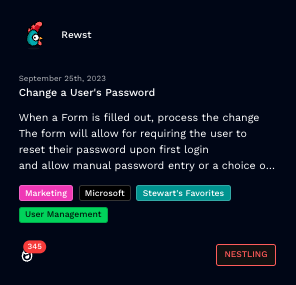 Rewst
September 25th, 2023
Change a User's Password
When a Form is filled out, process the change
The form will allow for requiring the user to
reset their password upon first login
and allow manual password entry or a choice o...
Marketing Microsoft Stewart's Favorites
User Management
345
NESTLING